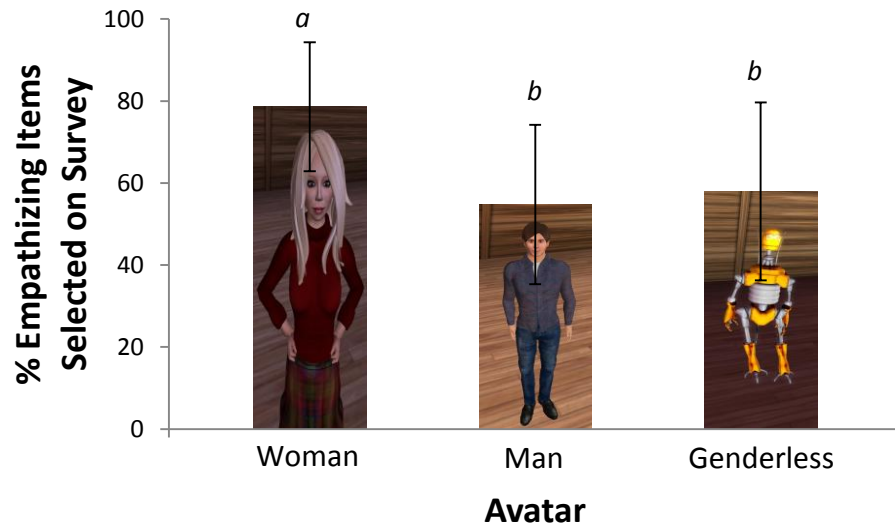 % Empathizing Items
Selected on Survey
100
80
60
40
20
0
a
b
b
Woman
Man
Genderless
Avatar